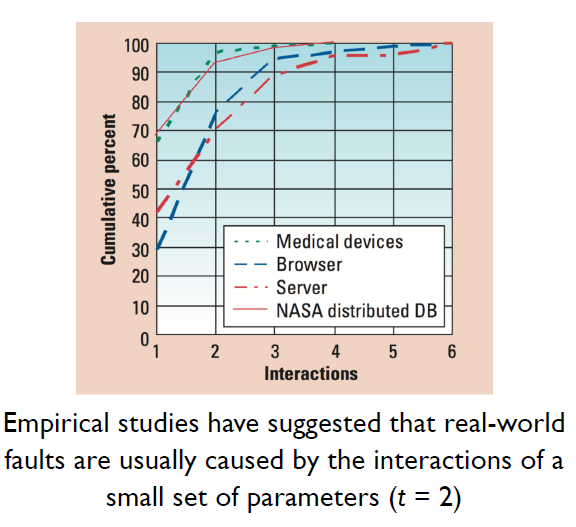 100
90
80
70
60
50
40
30
20
10
0
Cumulative percent
Medical devices
Browser
Server
NASA distributed DB
1 2 3 4 5 6
Interactions
Empirical studies have suggested that real-world
faults are usually caused by the interactions of a
small set of parameters (t = 2)